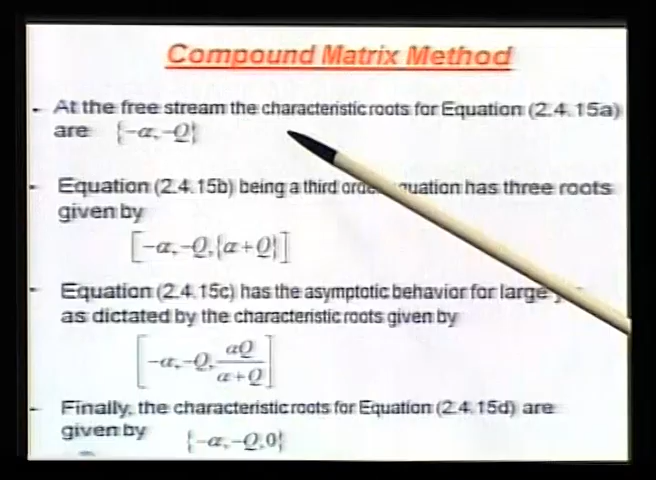 Compound Matrix Method
- At the free stream the characteristic roots for Equation (2.4.15a)
are {-α,-Q}
- Equation (2.4.15b) being a third has three roots
given by
[-α,-Q,{α+Q}]
- Equation (2.4.15c) has the asymptotic behavior for large
as dictated by the characteristic roots given by
[-α,-Q, αQ/α+Q]
- Finally, the characteristic roots for Equation (2.4.15d) are
given by {-α,-Q,0}